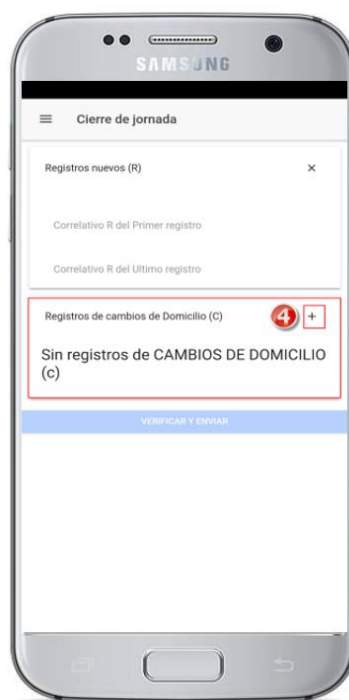 SAMSUNG
Cierre de jornada
Registros nuevos (R)
Correlativo R del Primer registro
Correlativo R del Ultimo registro
Registros de cambios de Domicilio (C)
4
+
Sin registros de CAMBIOS DE DOMICILIO
(c)
VERIFICAR Y ENVIAR